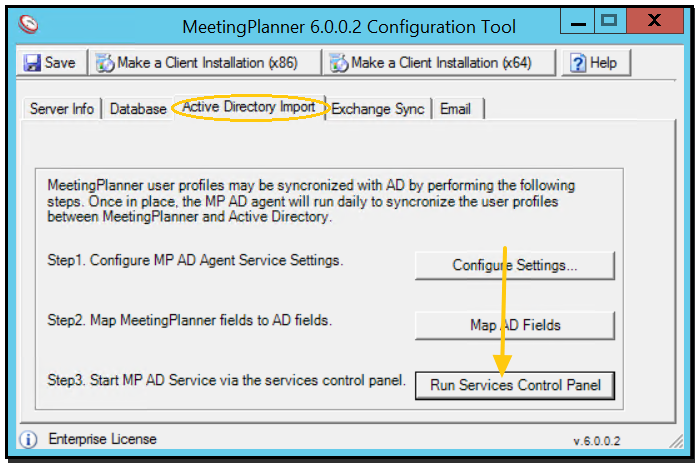 MeetingPlanner 6.0.0.2 Configuration Tool
Save Make a Client Installation (x86) Make a Client Installation (x64) Help
Server Info Database Active Directory Import Exchange Sync Email
MeetingPlanner user profiles may be syncronized with AD by performing the following
steps. Once in place, the MP AD agent will run daily to syncronize the user profiles
between MeetingPlanner and Active Directory.
Step1. Configure MP AD Agent Service Settings. Configure Settings...
Step2. Map MeetingPlanner fields to AD fields. Map AD Fields
Step3. Start MP AD Service via the services control panel. Run Services Control Panel
Enterprise License v.6.0.0.2